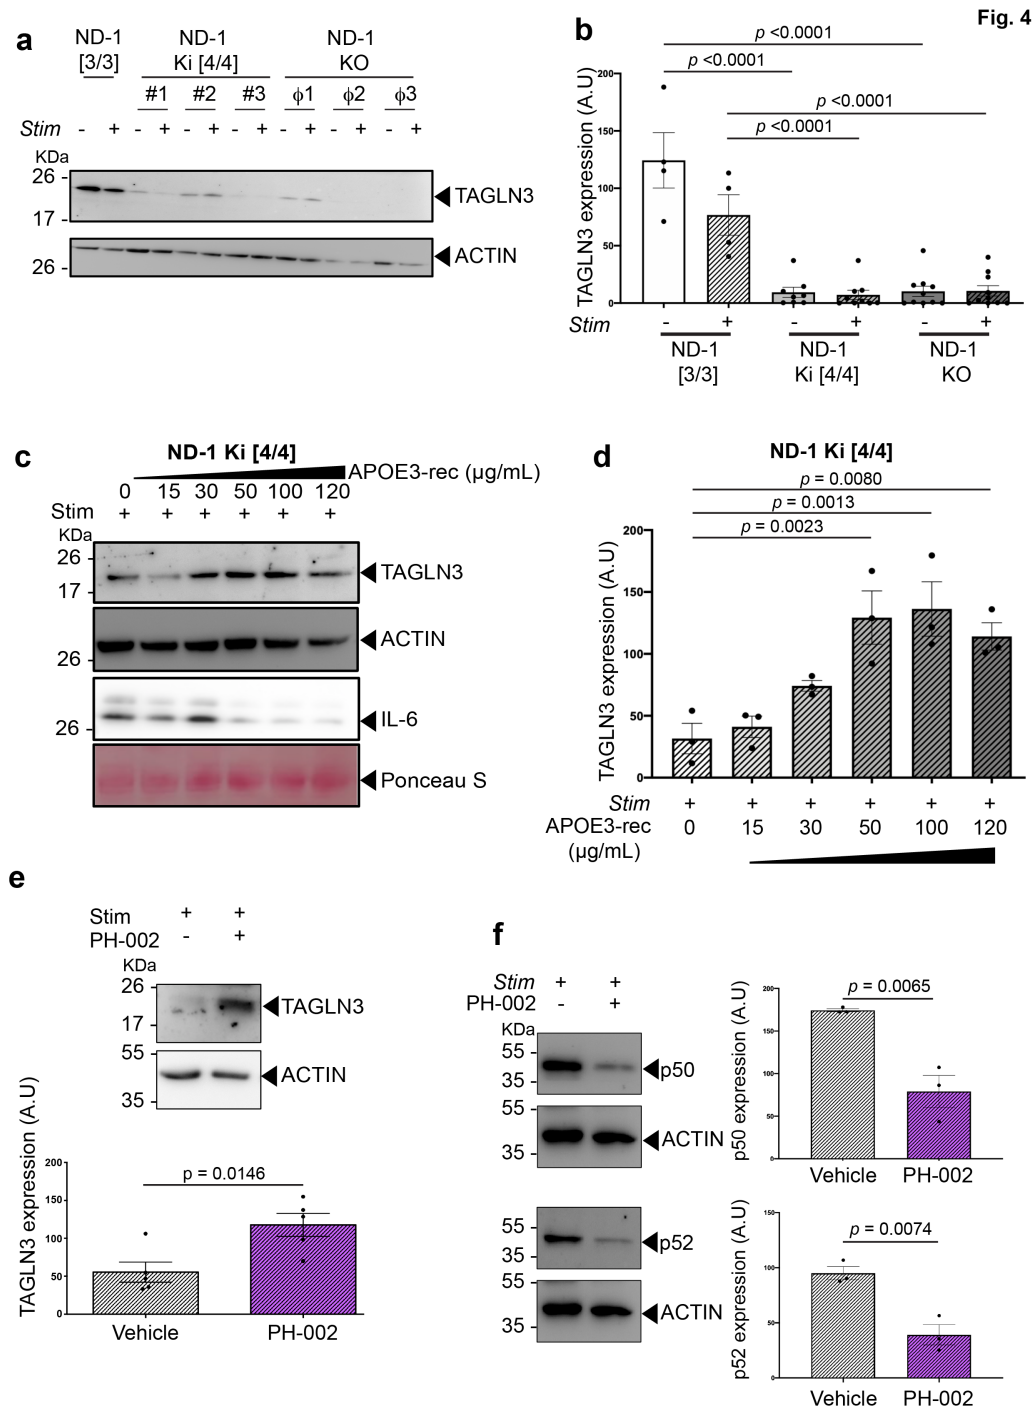 Fig. 4
a
ND-1 ND-1 ND-1
[3/3] Ki [4/4] KO
#1 #2 #3 ϕ1 ϕ2 ϕ3
Stim - + - + - + - + - + - + - +
KDa
26 -
TAGLN3
17 -
ACTIN
26 -
b
p <0.0001
p <0.0001
p <0.0001
p <0.0001
TAGLN3 expression (A.U)
200
150
100
50
0
Stim - + - + - +
ND-1 ND-1 ND-1
[3/3] Ki [4/4] KO
c
ND-1 Ki [4/4]
APOE3-rec (µg/mL)
0 15 30 50 100 120
Stim + + + + + +
KDa
26 -
TAGLN3
17 -
ACTIN
26 -
IL-6
26 -
Ponceau S
d
ND-1 Ki [4/4]
p = 0.0080
p = 0.0013
p = 0.0023
TAGLN3 expression (A.U)
200
150
100
50
0
Stim + + + + + +
APOE3-rec 0 15 30 50 100 120
(µg/mL)
e
Stim + +
PH-002 - +
KDa
26 -
TAGLN3
17 -
55 -
ACTIN
35 -
TAGLN3 expression (A.U)
200
150
100
50
0
p = 0.0146
Vehicle PH-002
f
Stim + +
PH-002 - +
KDa
55 -
p50
35 -
55 -
ACTIN
35 -
55 -
p52
35 -
55 -
ACTIN
35 -
p50 expression (A.U)
200
150
100
50
0
p = 0.0065
Vehicle PH-002
p52 expression (A.U)
150
100
50
0
p = 0.0074
Vehicle PH-002